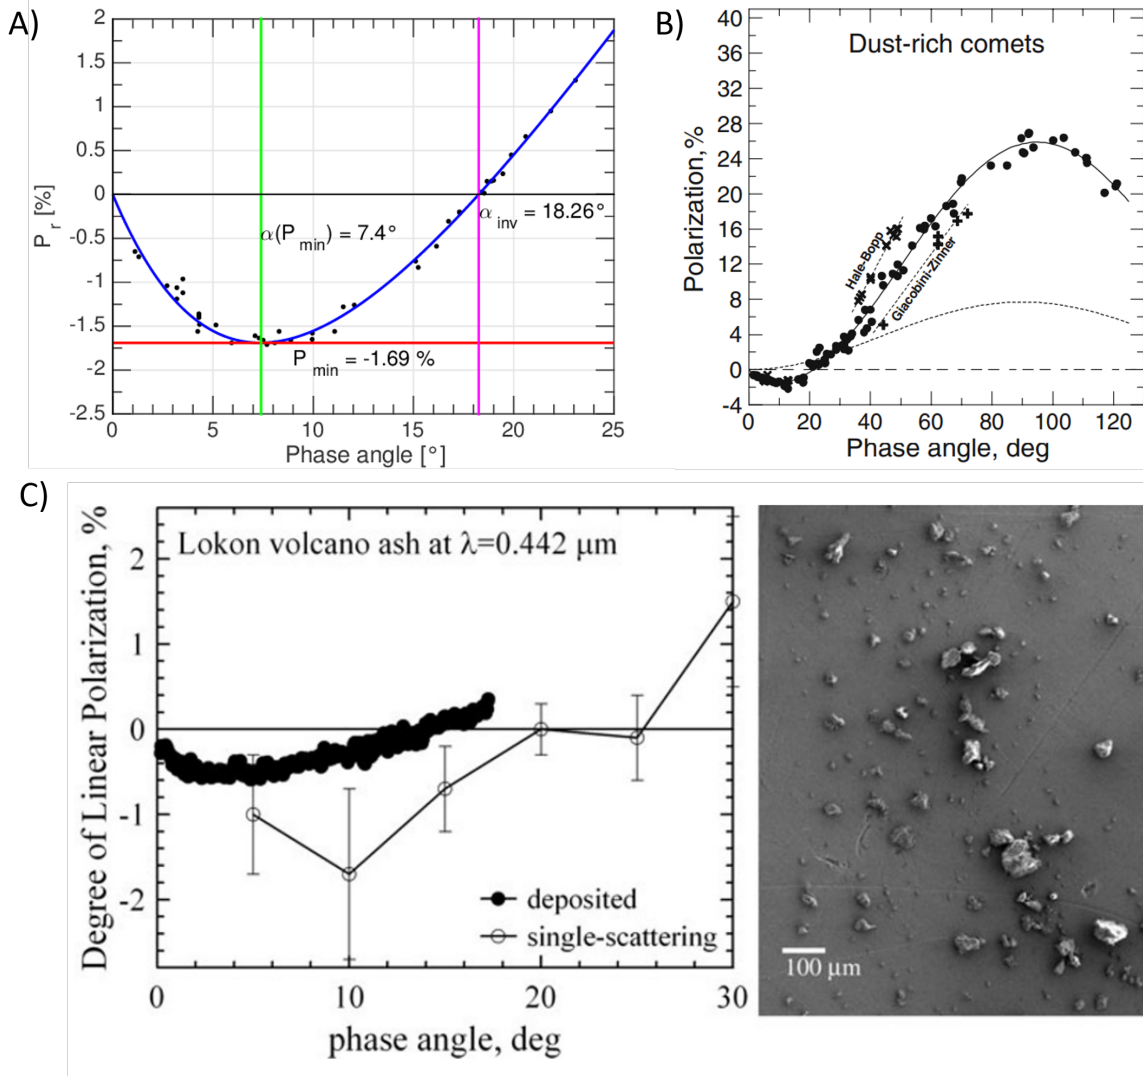 A)
2
1.5
1
0.5
0
-0.5
-1
-1.5
-2
-2.5
P_r [%]
α(P_min) = 7.4°
α_inv = 18.26°
P_min = -1.69 %
0 5 10 15 20 25
Phase angle [°]
B)
40
36
32
28
24
20
16
12
8
4
0
-4
Polarization,%
Dust-rich comets
Hale-Bopp
Giacobini-Zinner
0 20 40 60 80 100 120
Phase angle, deg
C)
Degree of Linear Polarization, %
2
1
0
-1
-2
Lokon volcano ash at λ=0.442 μm
deposited
single-scattering
0 10 20 30
phase angle, deg
100 μm